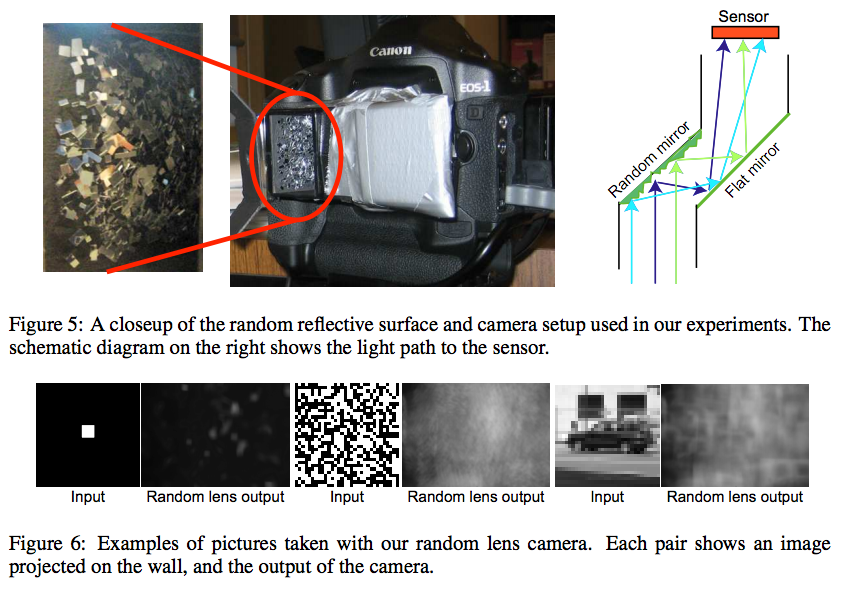 Canon
EOS-1
Sensor
Random mirror
Flat mirror
Figure 5: A closeup of the random reflective surface and camera setup used in our experiments. The
schematic diagram on the right shows the light path to the sensor.
Input
Random lens output
Input
Random lens output
Input
Random lens output
Figure 6: Examples of pictures taken with our random lens camera. Each pair shows an image
projected on the wall, and the output of the camera.